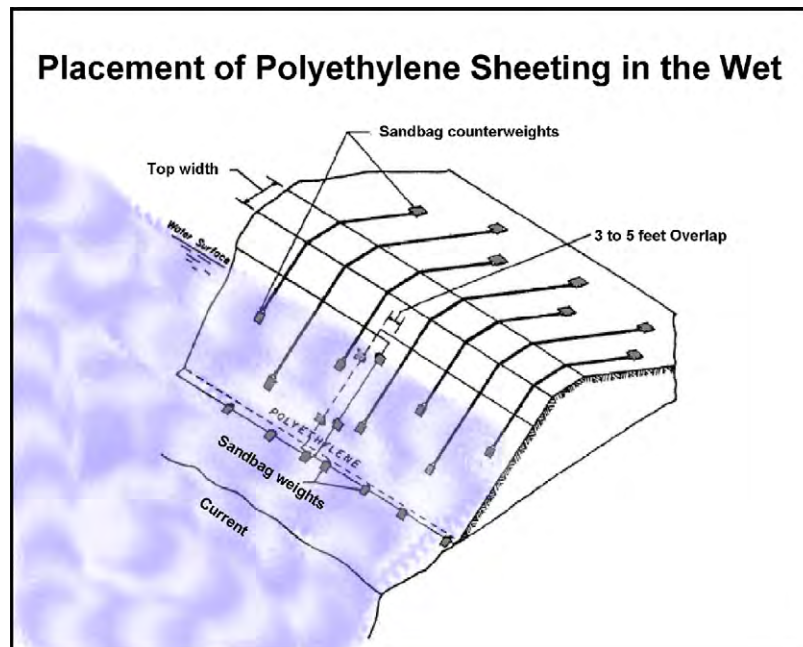 Placement of Polyethylene Sheeting in the Wet
Sandbag counterweights
Top width
3 to 5 feet Overlap
Water Surface
POLYETHYLENE
Sandbag weights
Current